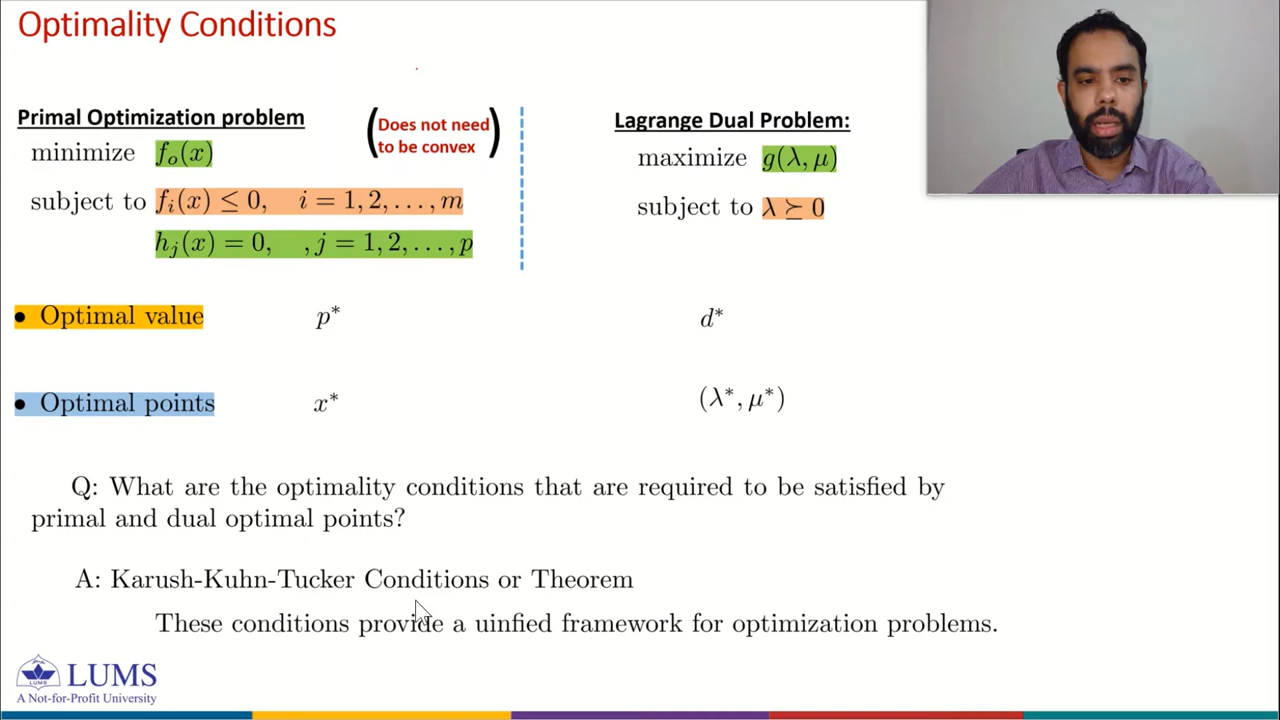 Optimality Conditions
Primal Optimization problem
(Does not need to be convex)
minimize f_o(x)
subject to f_i(x) ≤ 0, i = 1, 2, . . . , m
h_j(x) = 0, , j = 1, 2, . . . , p
Lagrange Dual Problem:
maximize g(λ, μ)
subject to λ ⪰ 0
• Optimal value p* d*
• Optimal points x* (λ*, μ*)
Q: What are the optimality conditions that are required to be satisfied by
primal and dual optimal points?
A: Karush-Kuhn-Tucker Conditions or Theorem
These conditions provide a uinfied framework for optimization problems.
LUMS
A Not-for-Profit University